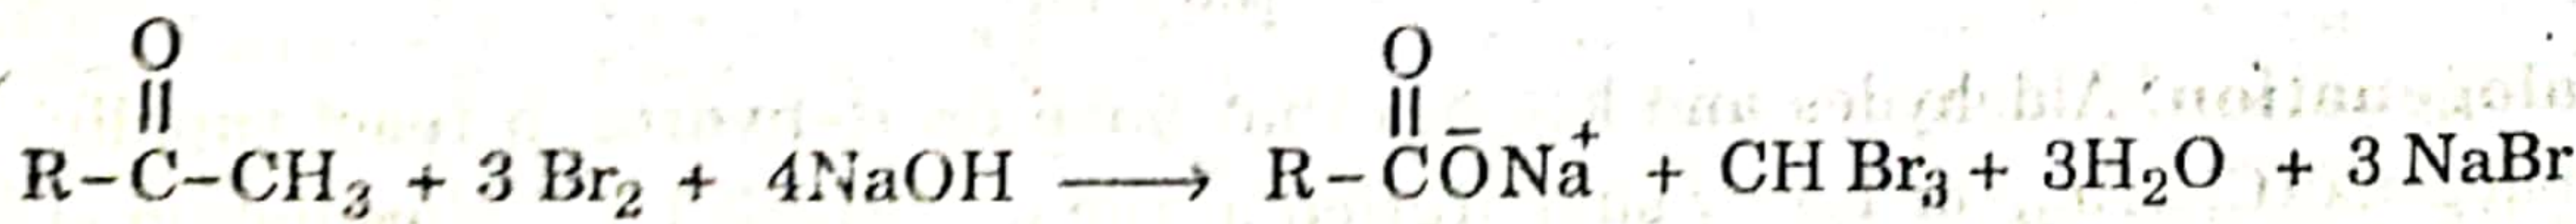 O O
|| ||
R-C-CH₃ + 3 Br₂ + 4NaOH ⟶ R-CŌNa⁺ + CH Br₃ + 3H₂O + 3 NaBr